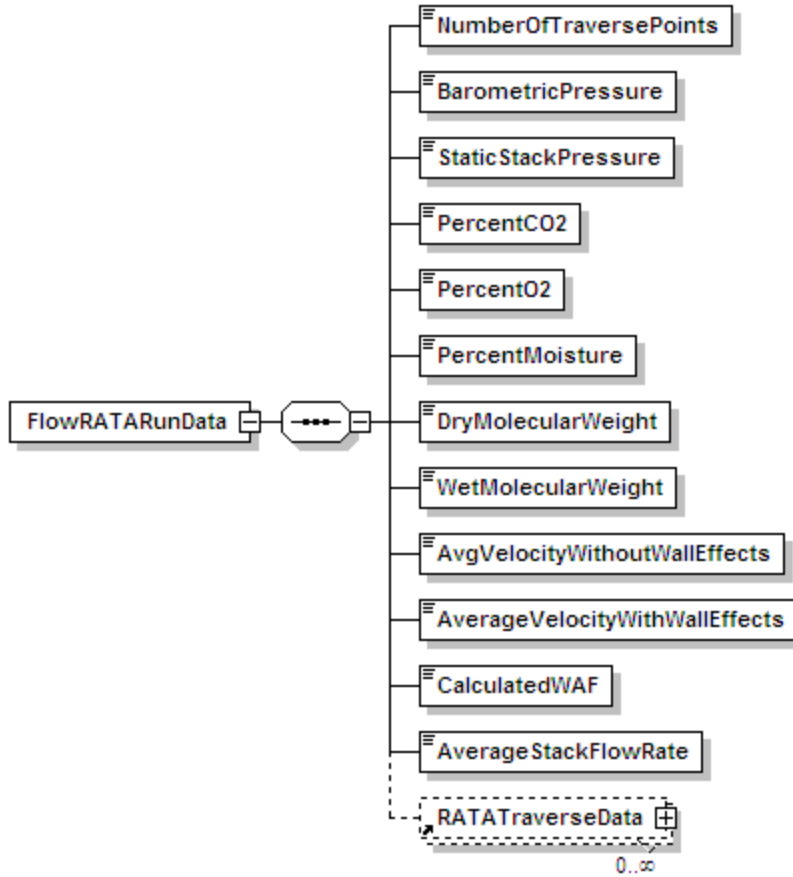 NumberOfTraversePoints
BarometricPressure
StaticStackPressure
PercentCO2
PercentO2
PercentMoisture
FlowRATARunData
DryMolecularWeight
WetMolecularWeight
AvgVelocityWithoutWallEffects
AverageVelocityWithWallEffects
CalculatedWAF
AverageStackFlowRate
RATATraverseData
0..∞